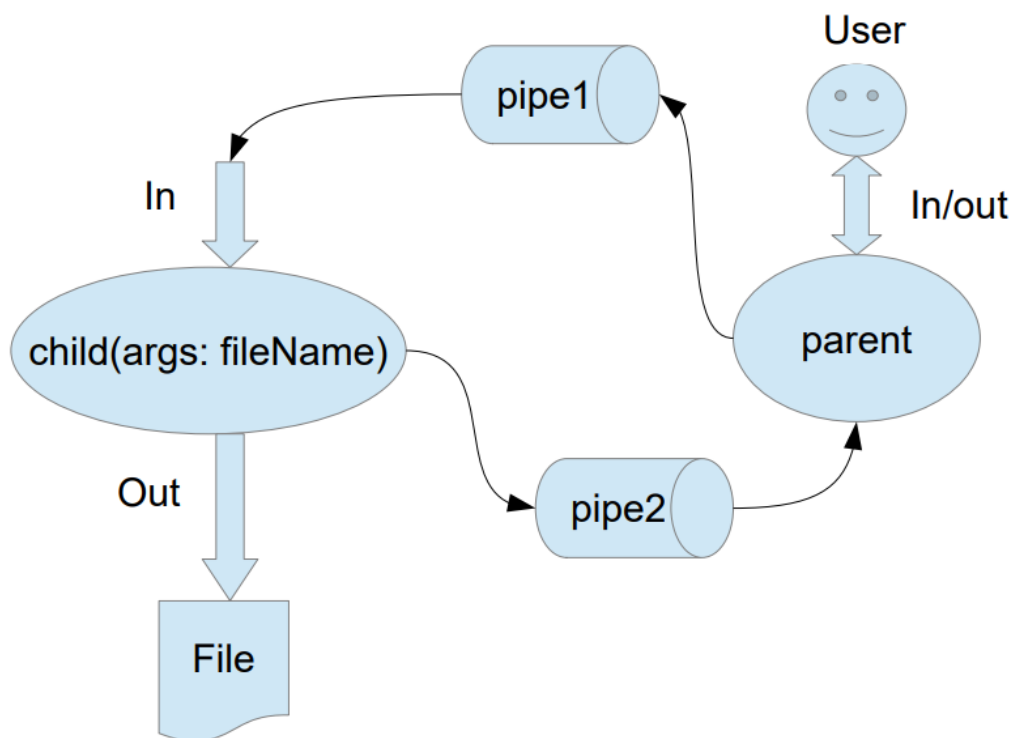 User
pipe1
In
In/out
child(args: fileName)
parent
Out
pipe2
File